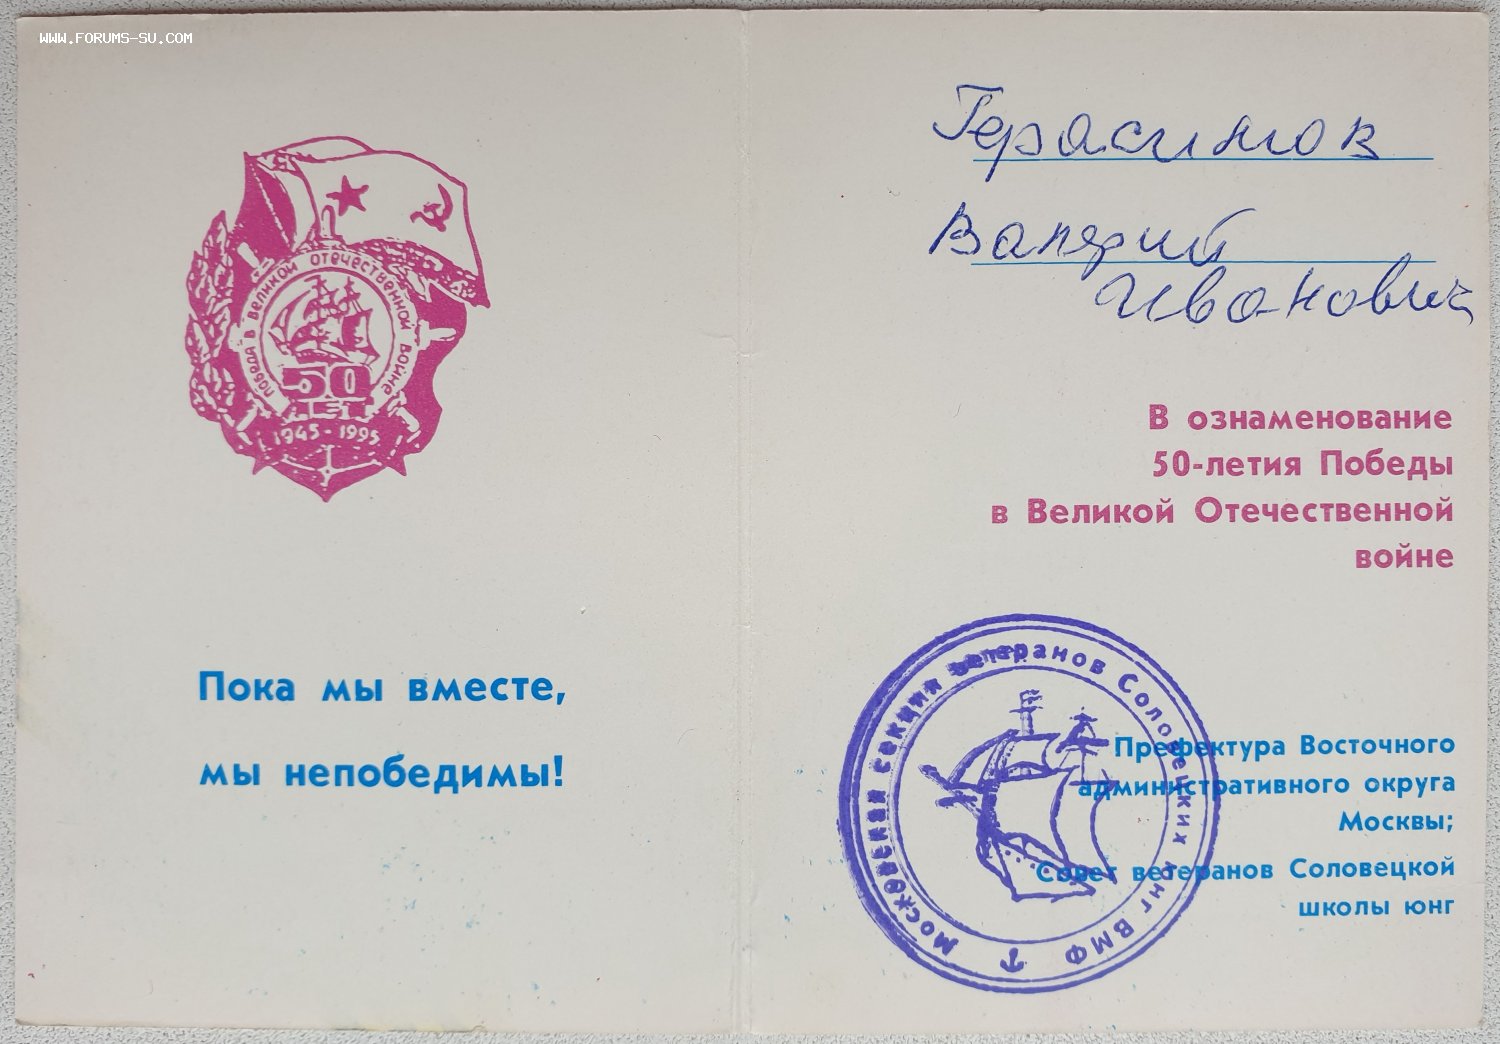 WWW.FORUMS-SU.COM
ПОБЕДА В ВЕЛИКОЙ ОТЕЧЕСТВЕННОЙ ВОЙНЕ
50
ЛЕТ
1945-1995
Пока мы вместе,
мы непобедимы!
Герасимов
Валерий
Иванович
В ознаменование
50-летия Победы
в Великой Отечественной
войне
Префектура Восточного
административного округа
Москвы;
Совет ветеранов Соловецкой
школы юнг
Московская секция ветеранов Соловецких юнг ВМФ